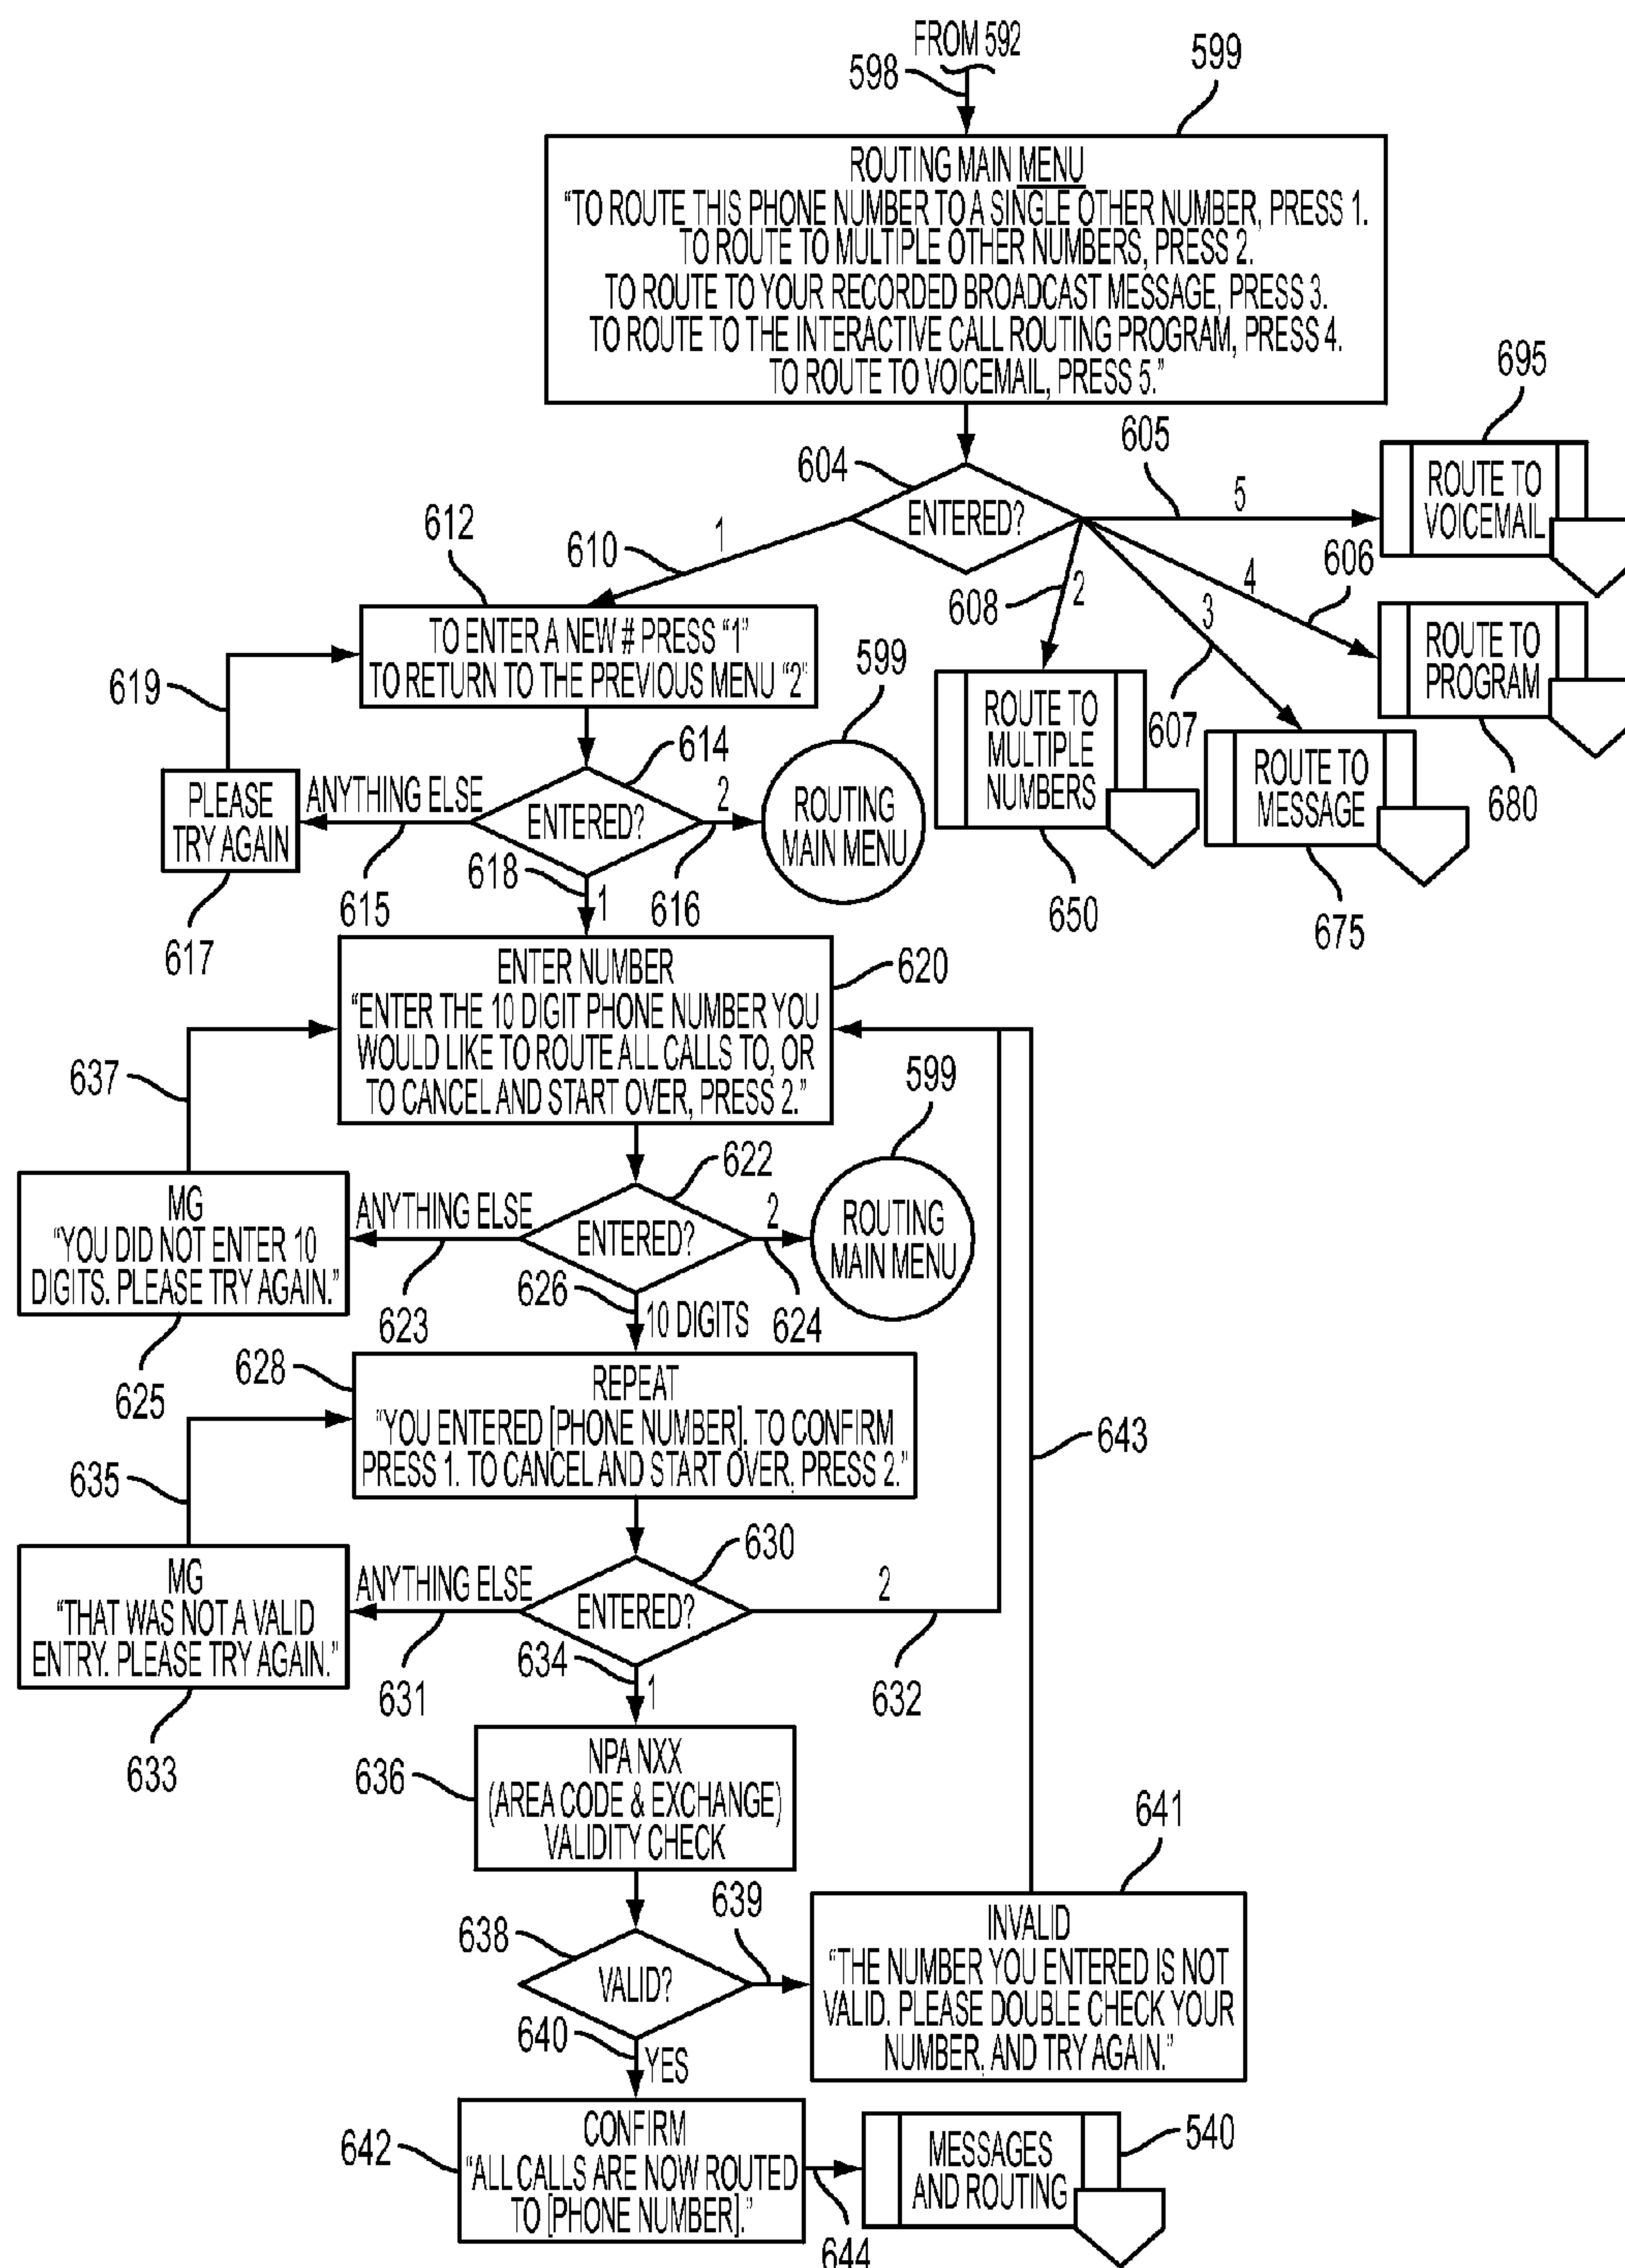 FROM 592
598
599
ROUTING MAIN MENU
“TO ROUTE THIS PHONE NUMBER TO A SINGLE OTHER NUMBER, PRESS 1.
TO ROUTE TO MULTIPLE OTHER NUMBERS, PRESS 2.
TO ROUTE TO YOUR RECORDED BROADCAST MESSAGE, PRESS 3.
TO ROUTE TO THE INTERACTIVE CALL ROUTING PROGRAM, PRESS 4.
TO ROUTE TO VOICEMAIL, PRESS 5.”
604
ENTERED?
605
5
695
ROUTE TO
VOICEMAIL
606
4
ROUTE TO
PROGRAM
680
607
3
ROUTE TO
MESSAGE
675
608
2
ROUTE TO
MULTIPLE
NUMBERS
650
610
1
612
TO ENTER A NEW # PRESS “1”
TO RETURN TO THE PREVIOUS MENU “2”
619
614
ENTERED?
ANYTHING ELSE
615
PLEASE
TRY AGAIN
617
2
616
599
ROUTING
MAIN MENU
618
1
620
ENTER NUMBER
“ENTER THE 10 DIGIT PHONE NUMBER YOU
WOULD LIKE TO ROUTE ALL CALLS TO, OR
TO CANCEL AND START OVER, PRESS 2.”
637
622
ENTERED?
ANYTHING ELSE
623
MG
“YOU DID NOT ENTER 10
DIGITS. PLEASE TRY AGAIN.”
625
2
624
599
ROUTING
MAIN MENU
626
10 DIGITS
628
REPEAT
“YOU ENTERED [PHONE NUMBER]. TO CONFIRM
PRESS 1. TO CANCEL AND START OVER, PRESS 2.”
643
635
630
ENTERED?
ANYTHING ELSE
631
MG
“THAT WAS NOT A VALID
ENTRY. PLEASE TRY AGAIN.”
633
2
632
634
1
636
NPA NXX
(AREA CODE & EXCHANGE)
VALIDITY CHECK
638
VALID?
639
641
INVALID
“THE NUMBER YOU ENTERED IS NOT
VALID. PLEASE DOUBLE CHECK YOUR
NUMBER, AND TRY AGAIN.”
640
YES
642
CONFIRM
“ALL CALLS ARE NOW ROUTED
TO [PHONE NUMBER].”
644
MESSAGES
AND ROUTING
540